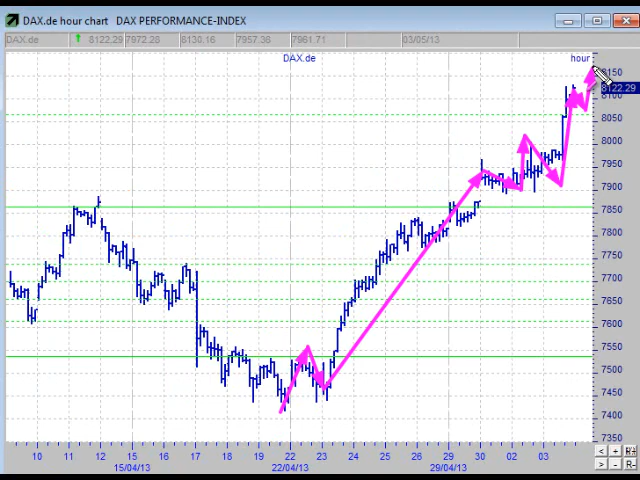 DAX.de hour chart DAX PERFORMANCE-INDEX
DAX.de 8122.29 7972.28 8130.16 7957.38 7961.71 03/05/13
DAX.de hour
8150
8122.29
8100
8050
8000
7950
7900
7850
7800
7750
7700
7650
7600
7550
7500
7450
7400
7350
10 11 12 15 16 17 18 19 22 23 24 25 26 29 30 02 03
15/04/13 22/04/13 29/04/13
< + R+
> - R-